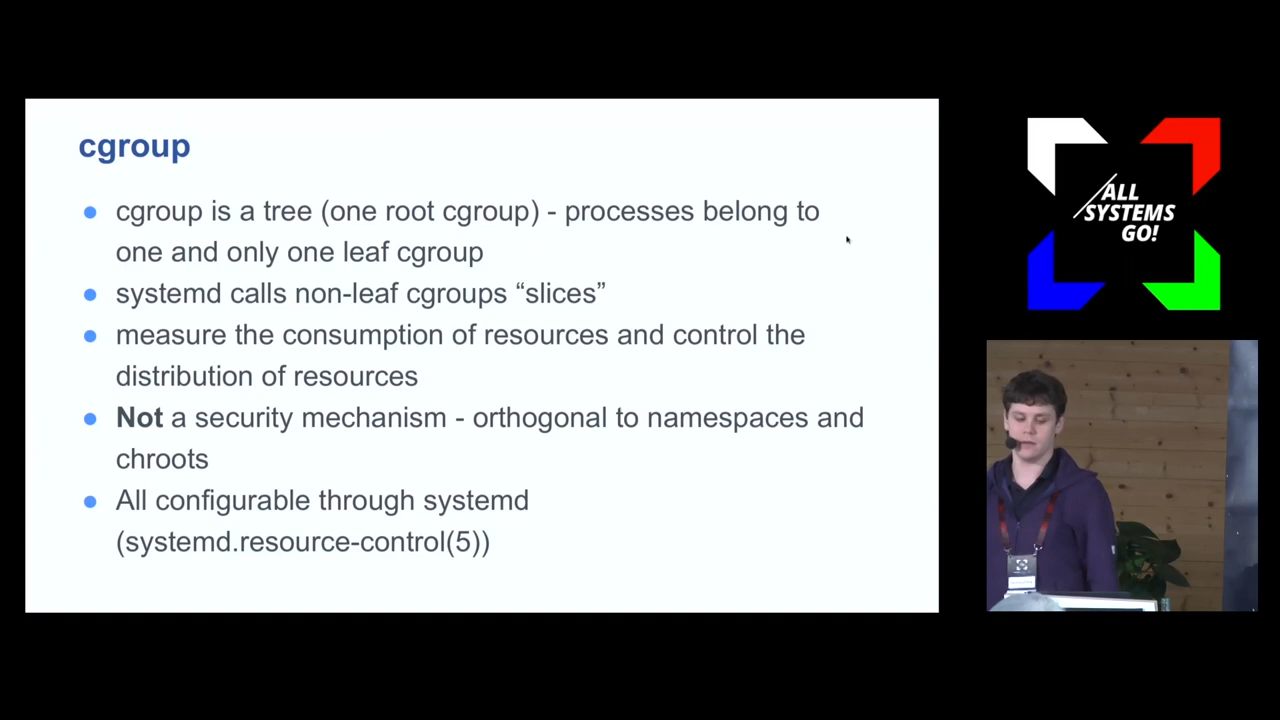 cgroup
● cgroup is a tree (one root cgroup) - processes belong to
one and only one leaf cgroup
● systemd calls non-leaf cgroups “slices”
● measure the consumption of resources and control the
distribution of resources
● Not a security mechanism - orthogonal to namespaces and
chroots
● All configurable through systemd
(systemd.resource-control(5))
ALL
SYSTEMS
GO!